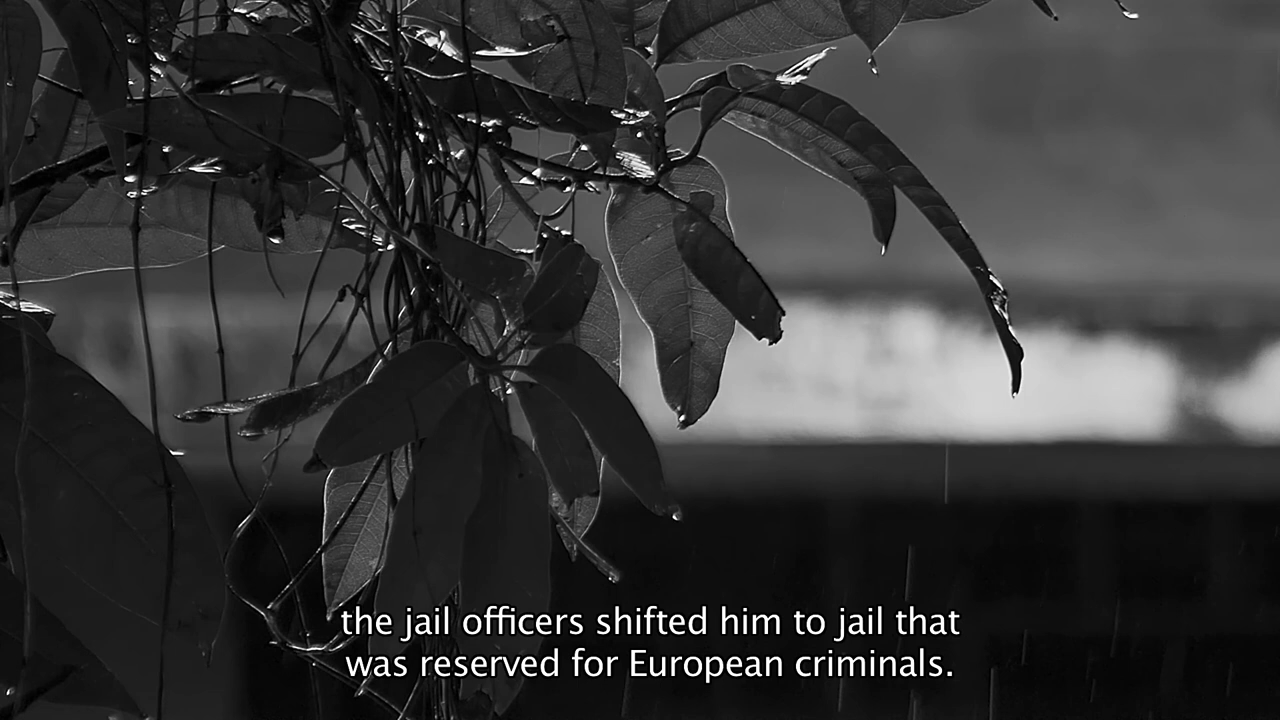 the jail officers shifted him to jail that
was reserved for European criminals.